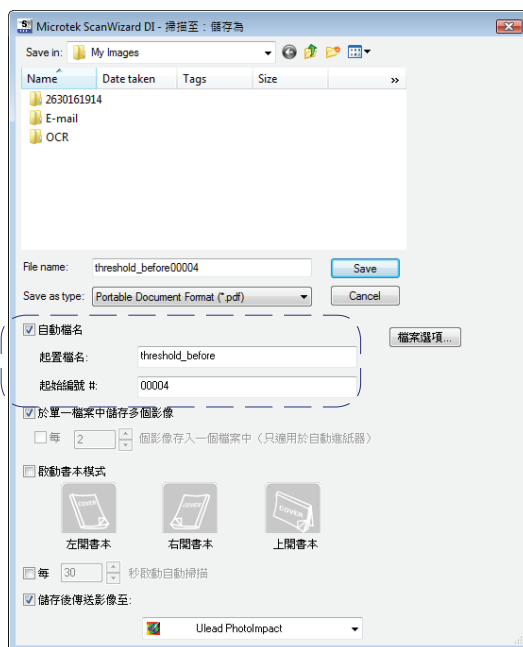 Microtek ScanWizard DI - 掃描至：儲存為
Save in: My Images
Name Date taken Tags Size »
2630161914
E-mail
OCR
File name: threshold_before00004 Save
Save as type: Portable Document Format (*.pdf) Cancel
自動檔名
檔案選項...
起置檔名: threshold_before
起始編號 #: 00004
於單一檔案中儲存多個影像
每 2 個影像存入一個檔案中（只適用於自動進紙器）
啟動書本模式
COVER COVER COVER
左開書本 右開書本 上開書本
每 30 秒啟動自動掃描
儲存後傳送影像至:
Ulead PhotoImpact